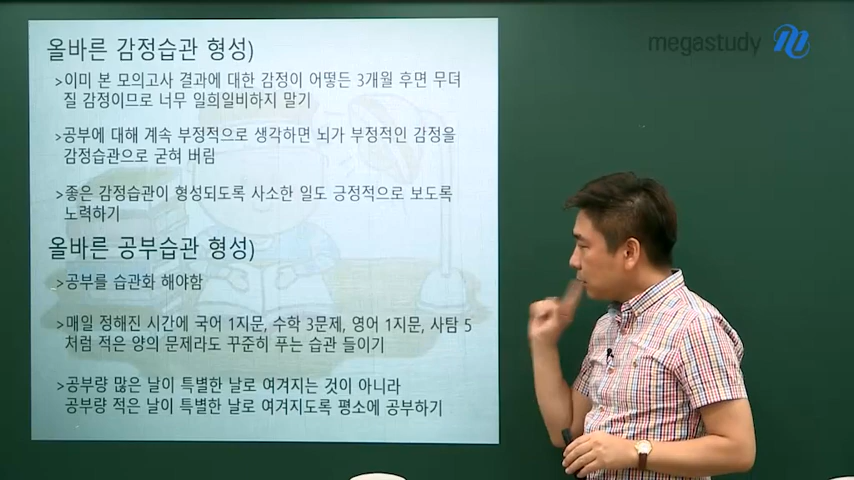 올바른 감정습관 형성)
>이미 본 모의고사 결과에 대한 감정이 어떻든 3개월 후면 무뎌
질 감정이므로 너무 일희일비하지 말기
>공부에 대해 계속 부정적으로 생각하면 뇌가 부정적인 감정을
감정습관으로 굳혀 버림
>좋은 감정습관이 형성되도록 사소한 일도 긍정적으로 보도록
노력하기
올바른 공부습관 형성)
>공부를 습관화 해야함
>매일 정해진 시간에 국어 1지문, 수학 3문제, 영어 1지문, 사탐 5
처럼 적은 양의 문제라도 꾸준히 푸는 습관 들이기
>공부량 많은 날이 특별한 날로 여겨지는 것이 아니라
공부량 적은 날이 특별한 날로 여겨지도록 평소에 공부하기
megastudy